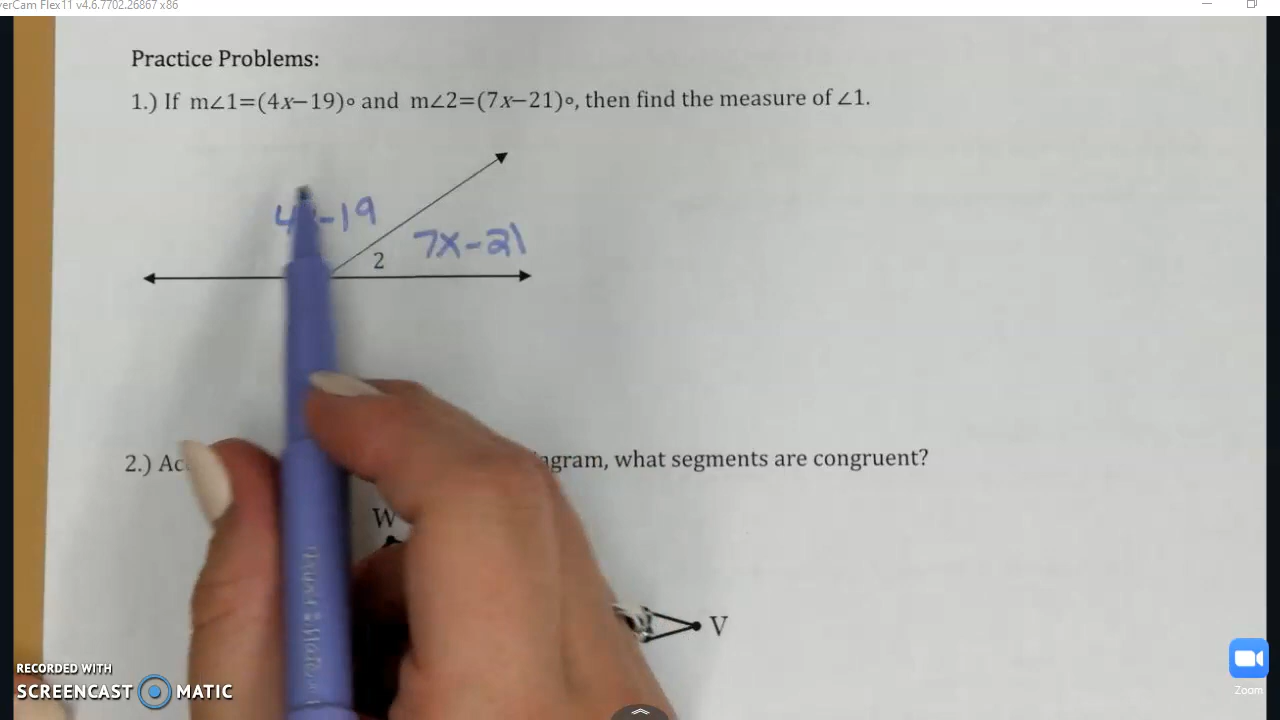 erCam Flex11 v4.6.7702.26867 x86
Practice Problems:
1.) If m∠1=(4x−19)∘ and m∠2=(7x−21)∘, then find the measure of ∠1.
-19
7x-21
2
2.) gram, what segments are congruent?
W
V
RECORDED WITH
SCREENCAST MATIC
Zoom